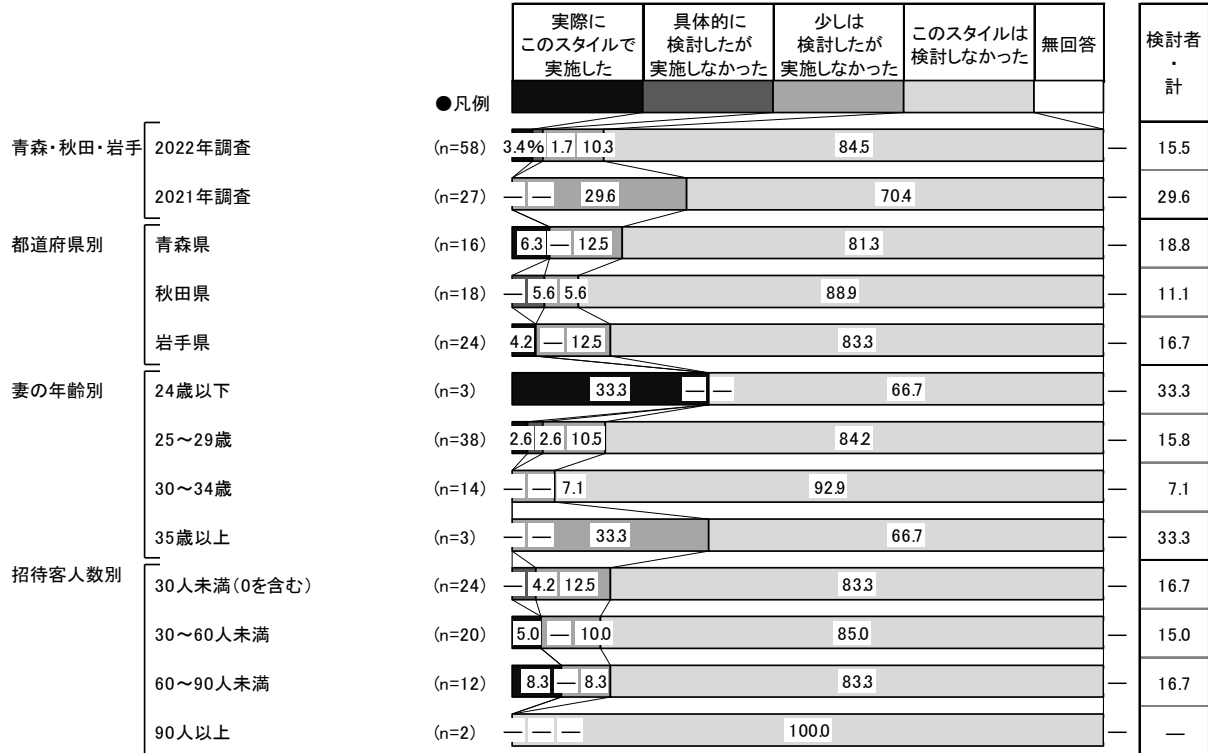 実際に
このスタイルで
実施した
具体的に
検討したが
実施しなかった
少しは
検討したが
実施しなかった
このスタイルは
検討しなかった
無回答
検討者
・
計
●凡例
青森・秋田・岩手 2022年調査 (n=58) 3.4% 1.7 10.3 84.5 — 15.5
2021年調査 (n=27) — — 29.6 70.4 — 29.6
都道府県別 青森県 (n=16) 6.3 — 12.5 81.3 — 18.8
秋田県 (n=18) — 5.6 5.6 88.9 — 11.1
岩手県 (n=24) 4.2 — 12.5 83.3 — 16.7
妻の年齢別 24歳以下 (n=3) 33.3 — — 66.7 — 33.3
25～29歳 (n=38) 2.6 2.6 10.5 84.2 — 15.8
30～34歳 (n=14) — — 7.1 92.9 — 7.1
35歳以上 (n=3) — — 33.3 66.7 — 33.3
招待客人数別 30人未満(0を含む) (n=24) — 4.2 12.5 83.3 — 16.7
30～60人未満 (n=20) 5.0 — 10.0 85.0 — 15.0
60～90人未満 (n=12) 8.3 — 8.3 83.3 — 16.7
90人以上 (n=2) — — — 100.0 — —